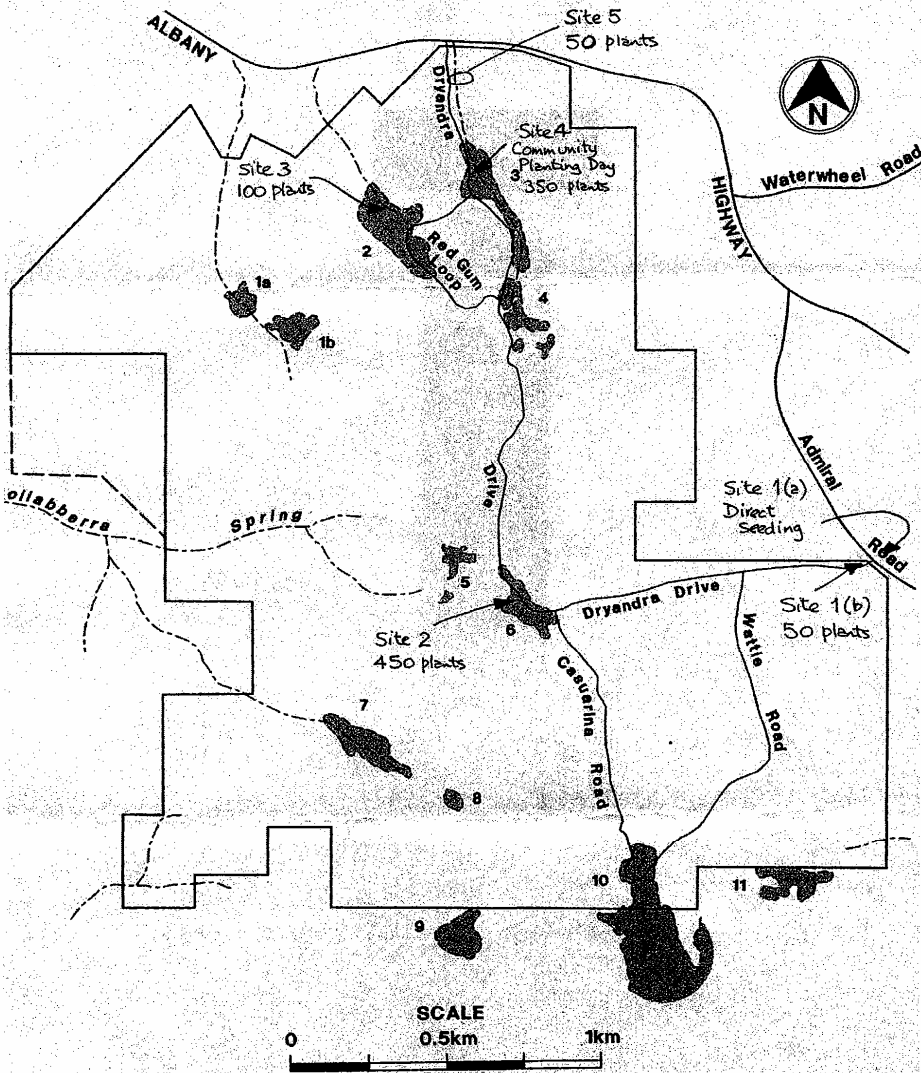 ALBANY
Site 5
50 plants
Dryandra
N
Site 4
Community
Planting Day
350 plants
3
Site 3
100 plants
Waterwheel Road
HIGHWAY
2
Red Gum
Loop
1a
1b
4
Drive
Admiral
Road
Site 1(a)
Direct
Seeding
ollabberra Spring
5
Dryandra Drive
Site 1(b)
50 plants
6
Site 2
450 plants
Wattle
Road
Casuarina
Road
7
8
10
11
9
SCALE
0 0.5km 1km